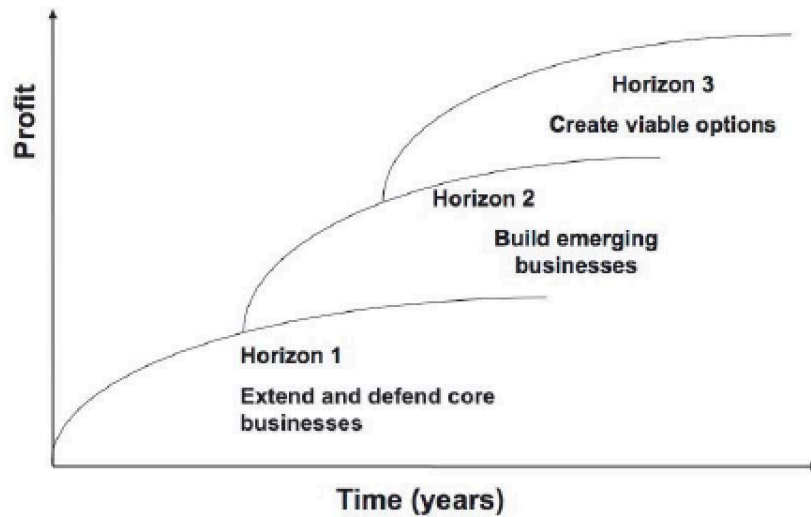 Profit
Horizon 3
Create viable options
Horizon 2
Build emerging
businesses
Horizon 1
Extend and defend core
businesses
Time (years)